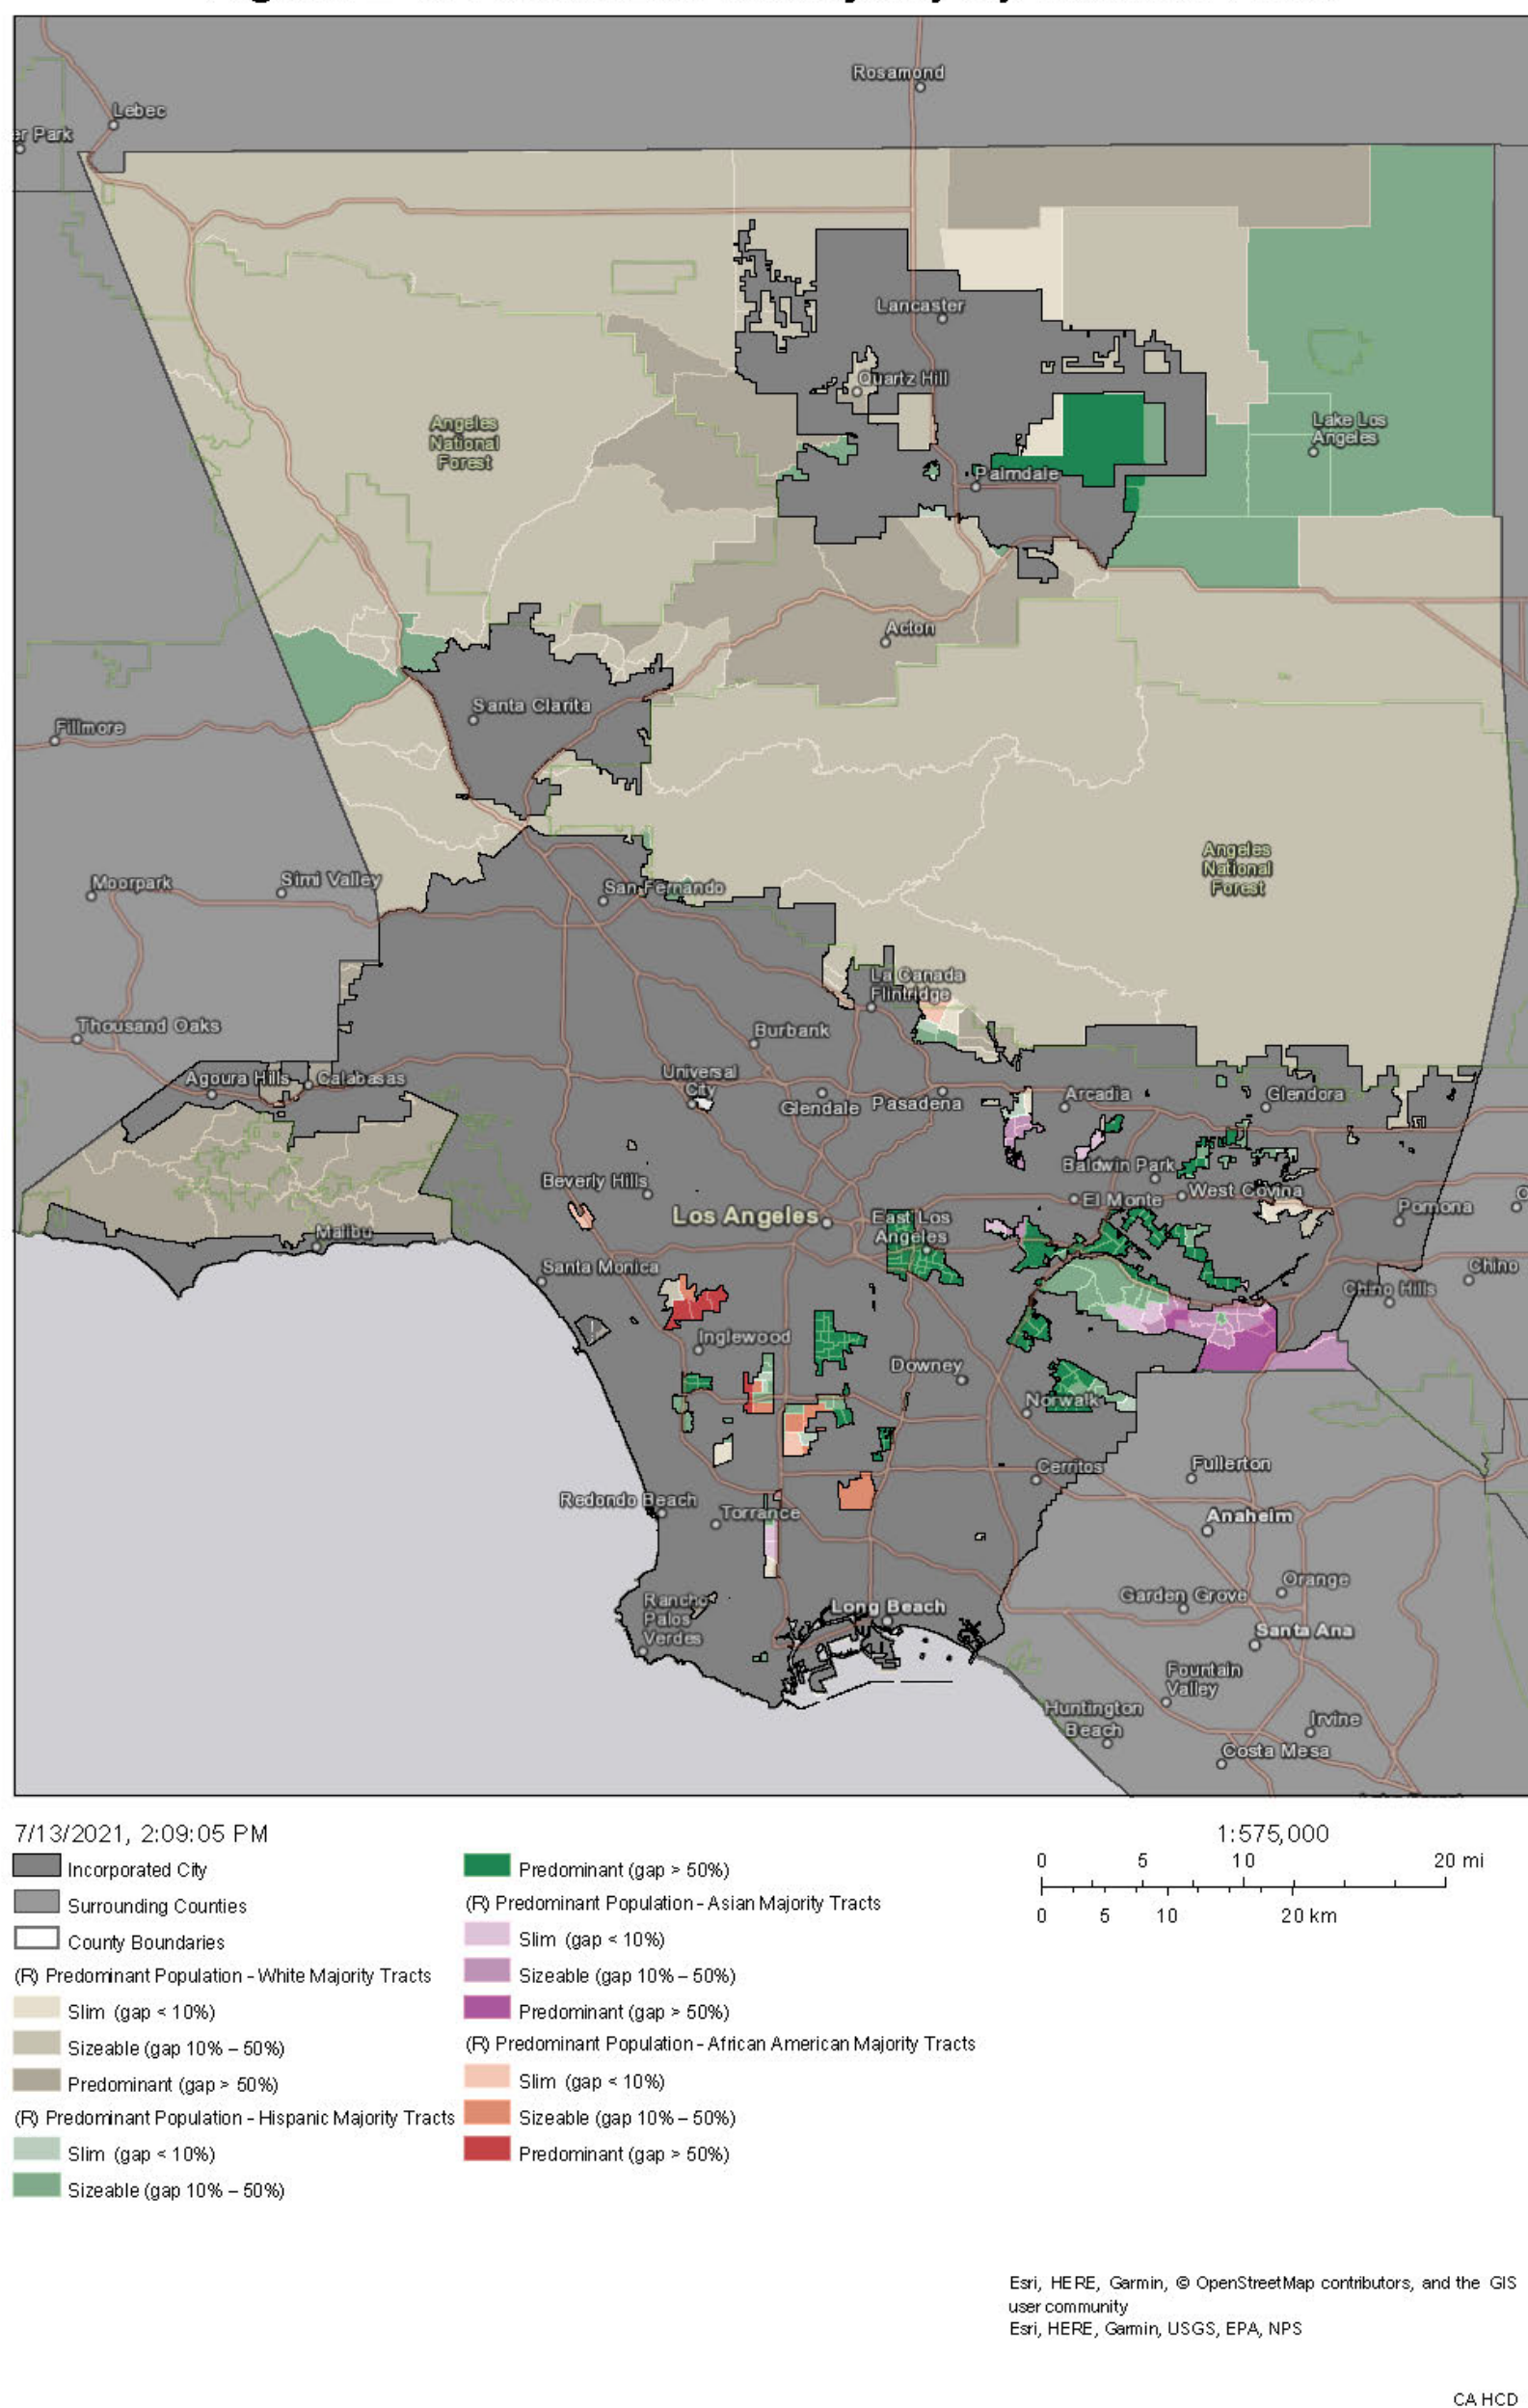 Rosamond
Lebec
er Park
Lancaster
Quartz Hill
Angeles
National
Forest
Lake Los
Angeles
Palmdale
Acton
Santa Clarita
Fillmore
Angeles
National
Forest
Moorpark
Simi Valley
San Fernando
La Canada
Flintridge
Thousand Oaks
Burbank
Agoura Hills
Calabasas
Universal
City
Glendale
Pasadena
Arcadia
Glendora
Baldwin Park
Beverly Hills
El Monte
West Covina
Pomona
Los Angeles
East Los
Angeles
Malibu
Santa Monica
Chino
Chino Hills
Inglewood
Downey
Norwalk
Cerritos
Fullerton
Redondo Beach
Torrance
Anaheim
Orange
Garden Grove
Rancho
Palos
Verdes
Long Beach
Santa Ana
Fountain
Valley
Huntington
Beach
Irvine
Costa Mesa
7/13/2021, 2:09:05 PM
Incorporated City
Surrounding Counties
County Boundaries
(R) Predominant Population - White Majority Tracts
Slim (gap < 10%)
Sizeable (gap 10% – 50%)
Predominant (gap > 50%)
(R) Predominant Population - Hispanic Majority Tracts
Slim (gap < 10%)
Sizeable (gap 10% – 50%)
Predominant (gap > 50%)
(R) Predominant Population - Asian Majority Tracts
Slim (gap < 10%)
Sizeable (gap 10% – 50%)
Predominant (gap > 50%)
(R) Predominant Population - African American Majority Tracts
Slim (gap < 10%)
Sizeable (gap 10% – 50%)
Predominant (gap > 50%)
1:575,000
0 5 10 20 mi
0 5 10 20 km
Esri, HERE, Garmin, © OpenStreetMap contributors, and the GIS
user community
Esri, HERE, Garmin, USGS, EPA, NPS
CA HCD